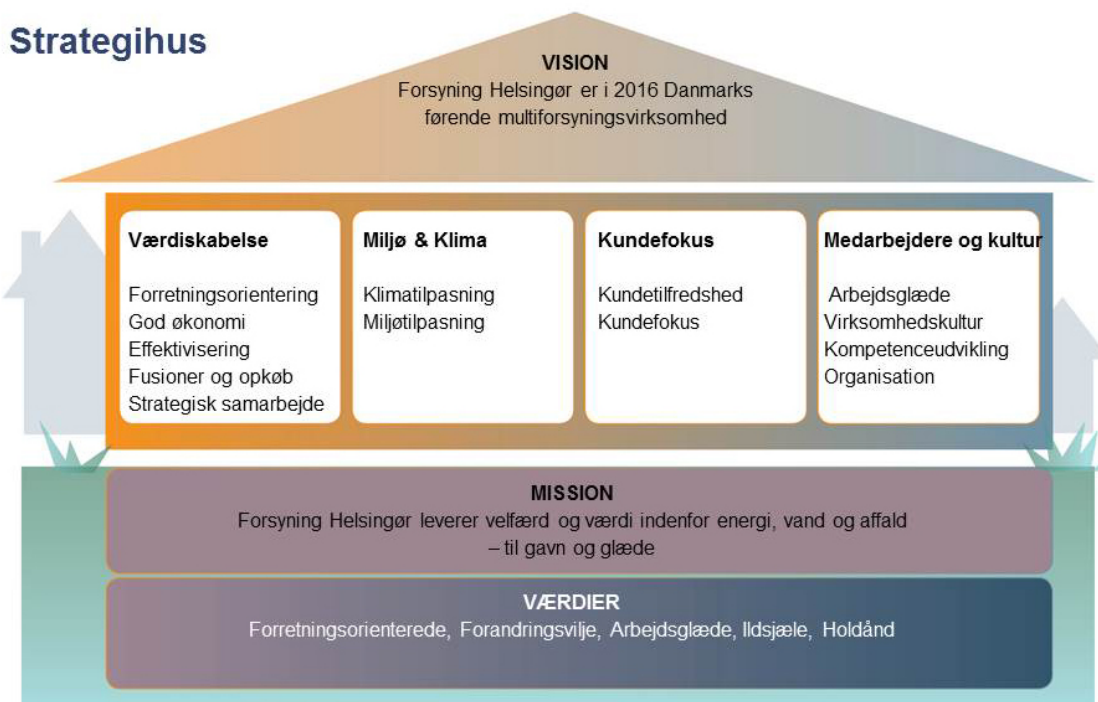 Strategihus
VISION
Forsyning Helsingør er i 2016 Danmarks
førende multiforsyningsvirksomhed
Værdiskabelse
Forretningsorientering
God økonomi
Effektivisering
Fusioner og opkøb
Strategisk samarbejde
Miljø & Klima
Klimatilpasning
Miljøtilpasning
Kundefokus
Kundetilfredshed
Kundefokus
Medarbejdere og kultur
Arbejdsglæde
Virksomhedskultur
Kompetenceudvikling
Organisation
MISSION
Forsyning Helsingør leverer velfærd og værdi indenfor energi, vand og affald
– til gavn og glæde
VÆRDIER
Forretningsorienterede, Forandringsvilje, Arbejdsglæde, Ildsjæle, Holdånd